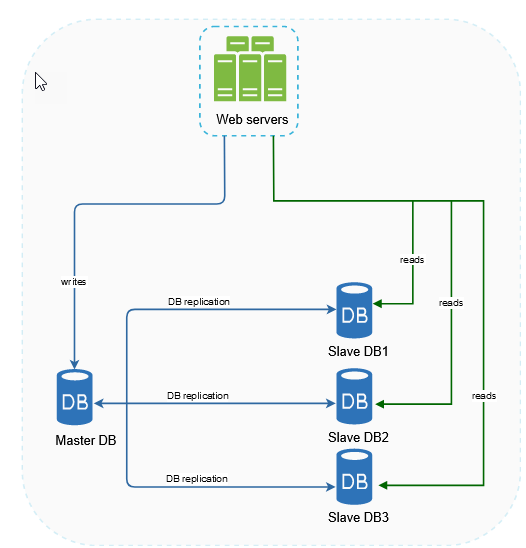 Web servers
writes
reads
reads
reads
DB replication
DB
Slave DB1
DB
Master DB
DB replication
DB
Slave DB2
DB replication
DB
Slave DB3